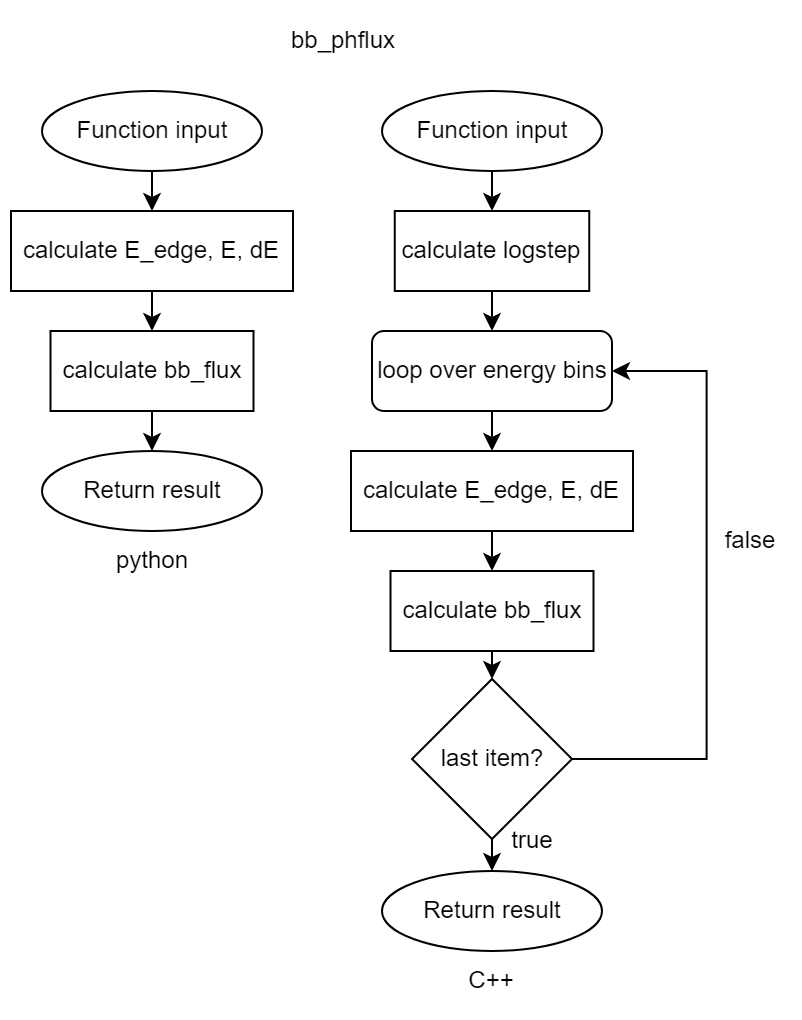 bb_phflux
Function input
calculate E_edge, E, dE
calculate bb_flux
Return result
python
Function input
calculate logstep
loop over energy bins
calculate E_edge, E, dE
calculate bb_flux
last item?
false
true
Return result
C++